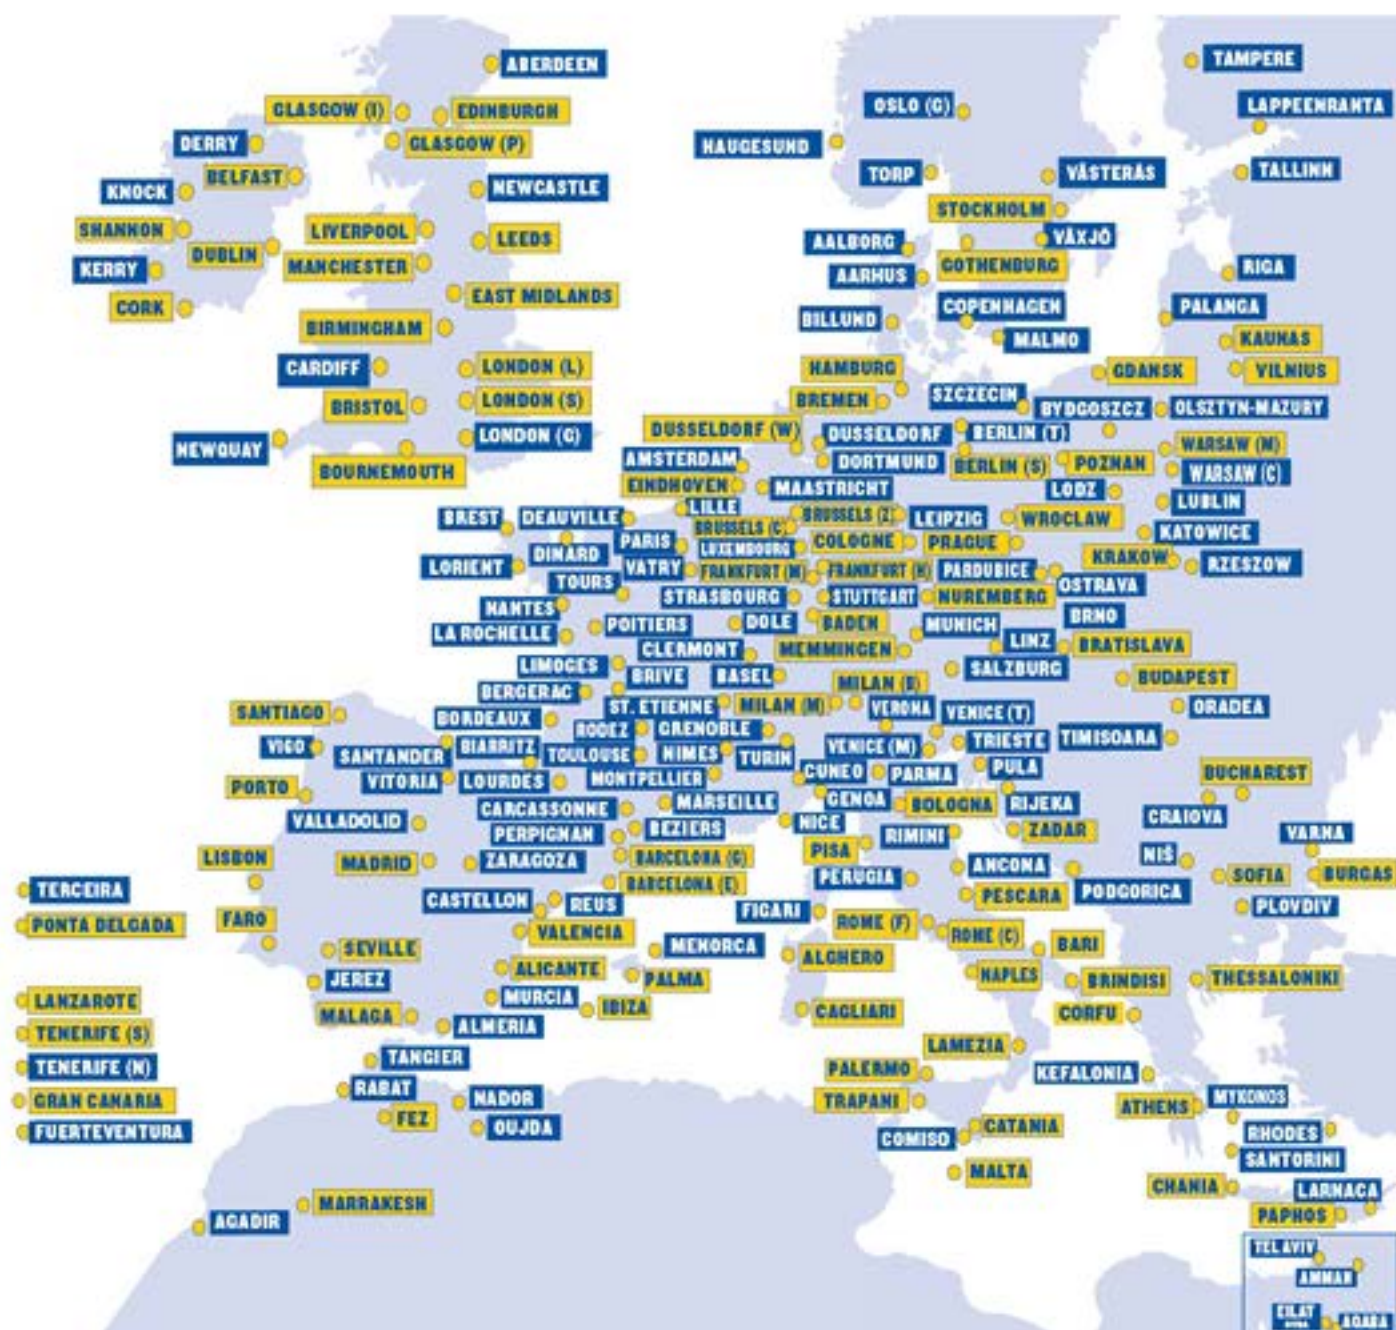 ABERDEEN
TAMPERE
GLASGOW (I)
EDINBURGH
OSLO (G)
LAPPEENRANTA
DERRY
GLASGOW (P)
HAUGESUND
BELFAST
TORP
VÄSTERÅS
TALLINN
KNOCK
NEWCASTLE
STOCKHOLM
SHANNON
LIVERPOOL
LEEDS
AALBORG
VÄXJÖ
DUBLIN
MANCHESTER
GOTHENBURG
KERRY
AARHUS
RIGA
CORK
EAST MIDLANDS
COPENHAGEN
PALANGA
BIRMINGHAM
BILLUND
MALMO
KAUNAS
CARDIFF
LONDON (L)
HAMBURG
GDANSK
VILNIUS
BRISTOL
LONDON (S)
BREMEN
SZCZECIN
BYDGOSZCZ
OLSZTYN-MAZURY
NEWQUAY
LONDON (G)
DUSSELDORF (W)
DUSSELDORF
BERLIN (T)
WARSAW (M)
BOURNEMOUTH
AMSTERDAM
DORTMUND
BERLIN (S)
POZNAN
WARSAW (C)
EINDHOVEN
MAASTRICHT
LODZ
LUBLIN
BREST
DEAUVILLE
LILLE
BRUSSELS (Z)
LEIPZIG
WROCLAW
BRUSSELS (C)
KATOWICE
DINARD
PARIS
LUXEMBOURG
COLOGNE
PRAGUE
KRAKOW
RZESZOW
LORIENT
VATRY
FRANKFURT (M)
FRANKFURT (H)
PARDUBICE
OSTRAVA
TOURS
STRASBOURG
STUTTGART
NUREMBERG
NANTES
BRNO
LA ROCHELLE
POITIERS
DOLE
BADEN
MUNICH
CLERMONT
MEMMINGEN
LINZ
BRATISLAVA
LIMOGES
BRIVE
BASEL
SALZBURG
BERGERAC
MILAN (B)
BUDAPEST
SANTIAGO
BORDEAUX
ST. ETIENNE
MILAN (M)
VERONA
VENICE (T)
ORADEA
RODEZ
GRENOBLE
VIGO
SANTANDER
BIARRITZ
TOULOUSE
NIMES
TURIN
VENICE (M)
TRIESTE
TIMISOARA
VITORIA
LOURDES
MONTPELLIER
CUNEO
PARMA
PULA
BUCHAREST
PORTO
CARCASSONNE
MARSEILLE
GENOA
BOLOGNA
RIJEKA
CRAIOVA
VALLADOLID
PERPIGNAN
BEZIERS
NICE
RIMINI
ZADAR
VARNA
LISBON
MADRID
ZARAGOZA
BARCELONA (G)
PISA
NIŠ
TERCEIRA
BARCELONA (E)
PERUGIA
ANCONA
SOFIA
BURGAS
CASTELLON
REUS
PESCARA
PODGORICA
PLOVDIV
PONTA DELGADA
FARO
VALENCIA
FIGARI
ROME (F)
SEVILLE
MENORCA
ROME (C)
BARI
ALGHERO
JEREZ
ALICANTE
PALMA
NAPLES
BRINDISI
THESSALONIKI
LANZAROTE
MURCIA
IBIZA
CAGLIARI
CORFU
MALAGA
ALMERIA
TENERIFE (S)
LAMEZIA
TANGIER
TENERIFE (N)
PALERMO
KEFALONIA
RABAT
NADOR
GRAN CANARIA
TRAPANI
ATHENS
MYKONOS
FEZ
OUJDA
FUERTEVENTURA
COMISO
CATANIA
RHODES
SANTORINI
MALTA
CHANIA
LARNACA
MARRAKESH
AGADIR
PAPHOS
TEL AVIV
AMMAN
EILAT
AQABA